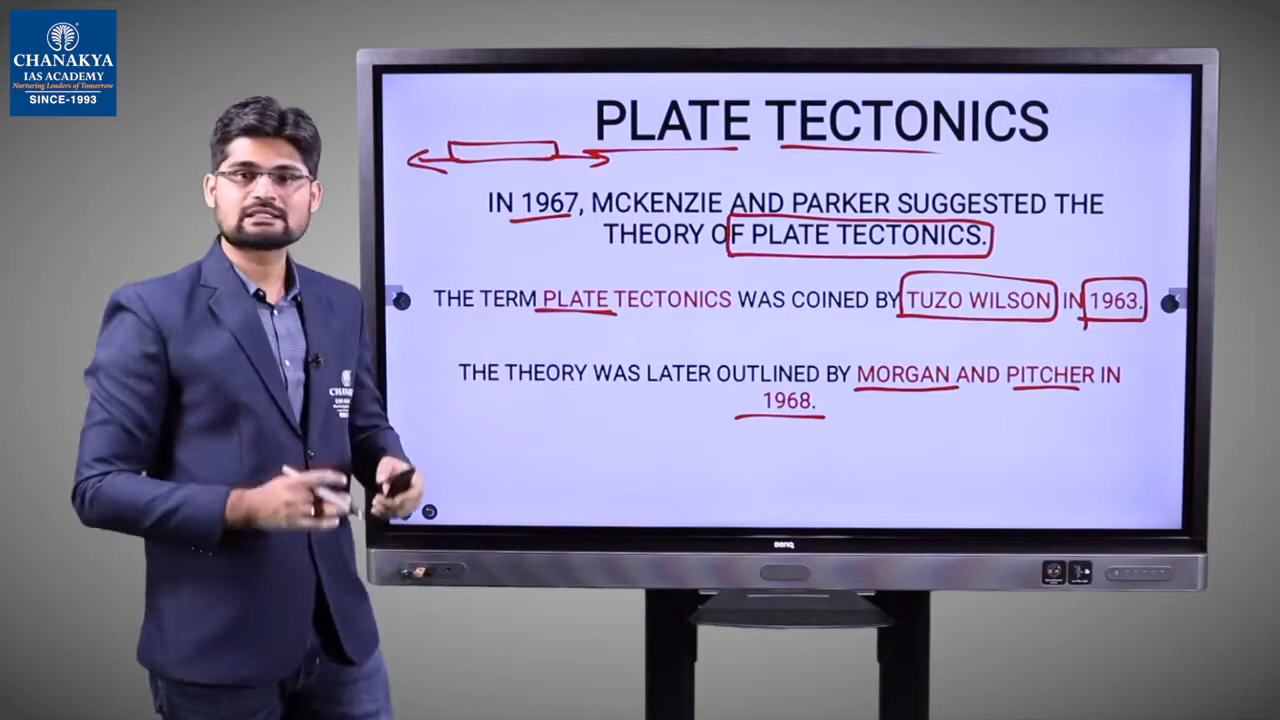 CHANAKYA
IAS ACADEMY
Nurturing Leaders of Tomorrow
SINCE-1993
PLATE TECTONICS
IN 1967, MCKENZIE AND PARKER SUGGESTED THE
THEORY OF PLATE TECTONICS.
THE TERM PLATE TECTONICS WAS COINED BY TUZO WILSON IN 1963.
THE THEORY WAS LATER OUTLINED BY MORGAN AND PITCHER IN
1968.
BenQ